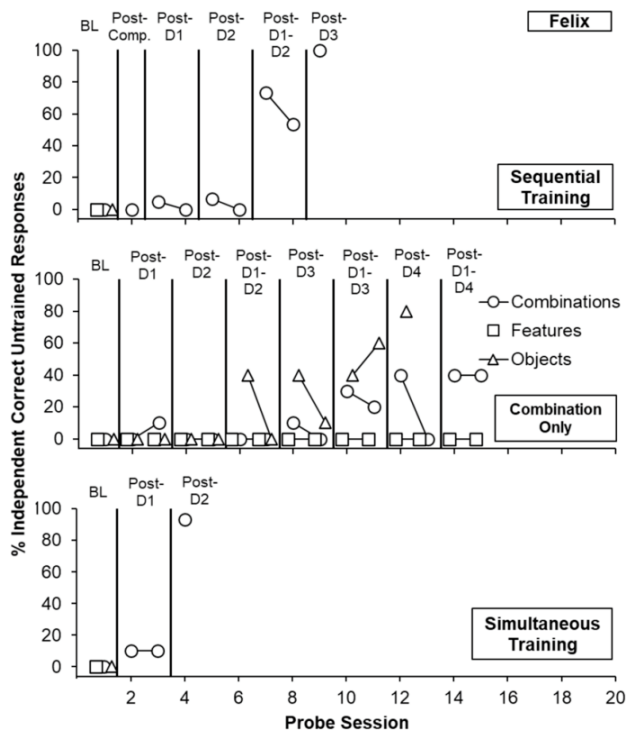 Felix
BL
Post-
Comp.
Post-
D1
Post-
D2
Post-
D1-
D2
Post-
D3
100
80
60
40
20
0
Sequential
Training
BL
Post-
D1
Post-
D2
Post-
D1-
D2
Post-
D3
Post-
D1-
D3
Post-
D4
Post-
D1-
D4
100
80
60
40
20
0
Combinations
Features
Objects
Combination
Only
BL
Post-
D1
Post-
D2
100
80
60
40
20
0
Simultaneous
Training
2 4 6 8 10 12 14 16 18 20
Probe Session
% Independent Correct Untrained Responses